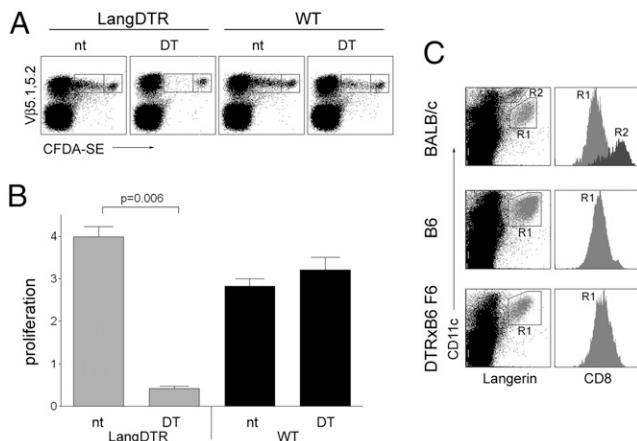 A
LangDTR WT
nt DT nt DT
Vβ5.1,5.2
CFDA-SE
B
p=0.006
proliferation
4
3
2
1
0
nt DT nt DT
LangDTR WT
C
BALB/c
R2
R1
R1
R2
B6
R1
R1
DTRxB6 F6
R1
R1
CD11c
Langerin CD8